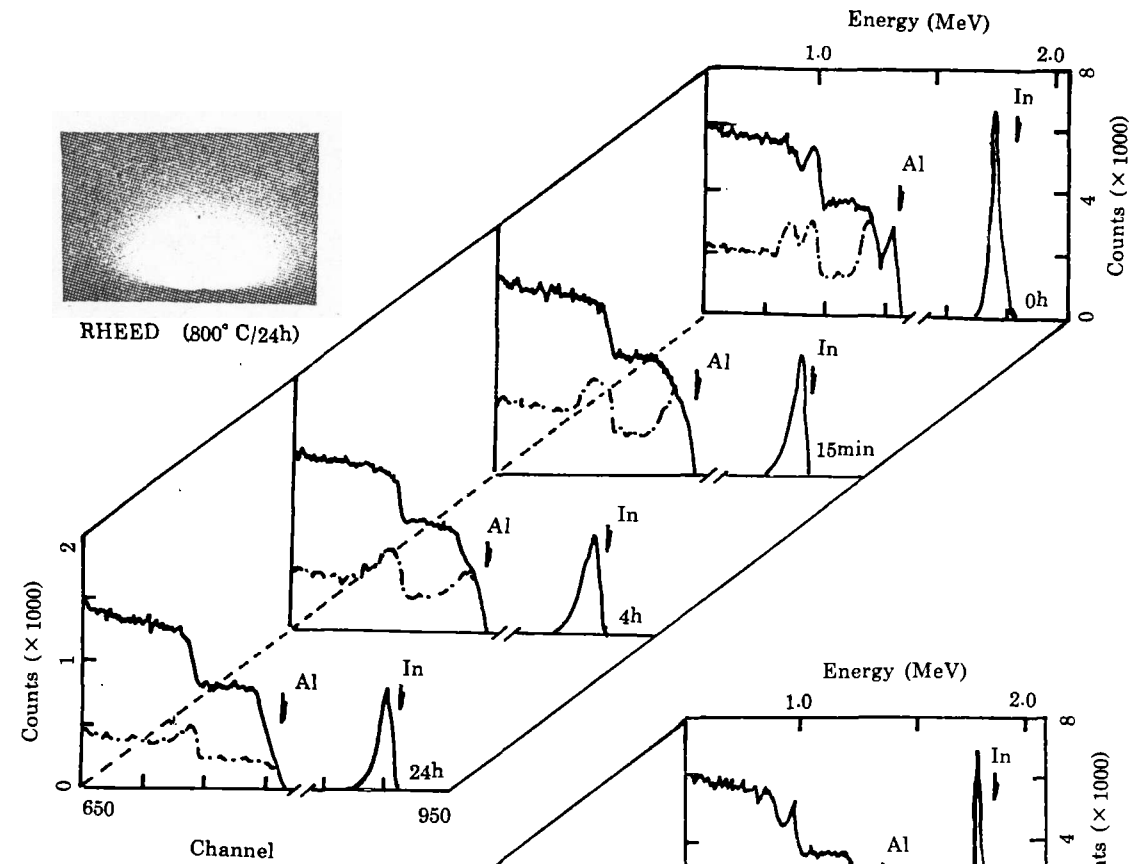 Energy (MeV)
1.0 2.0
8
In
Al
4
Counts (×1000)
0h
0
RHEED (800° C/24h)
Al
In
15min
Al
In
4h
2
Counts (×1000)
1
Al
In
24h
0
650 950
Channel
Energy (MeV)
1.0 2.0
8
In
4
Al
ts (×1000)